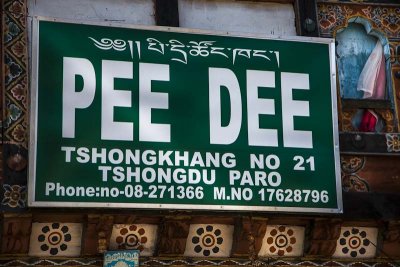 ༄༅།། པི་དྲི་ཚོང་ཁང་།
PEE DEE
TSHONGKHANG NO 21
TSHONGDU PARO
Phone:no-08-271366 M.NO 17628796